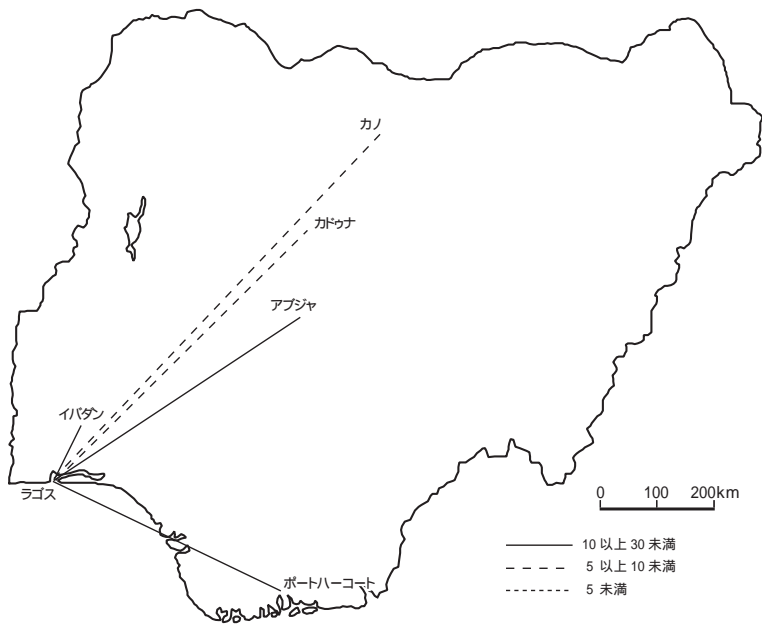 カノ
カドゥナ
アブジャ
イバダン
ラゴス
ポートハーコート
0 100 200km
10 以上 30 未満
5 以上 10 未満
5 未満